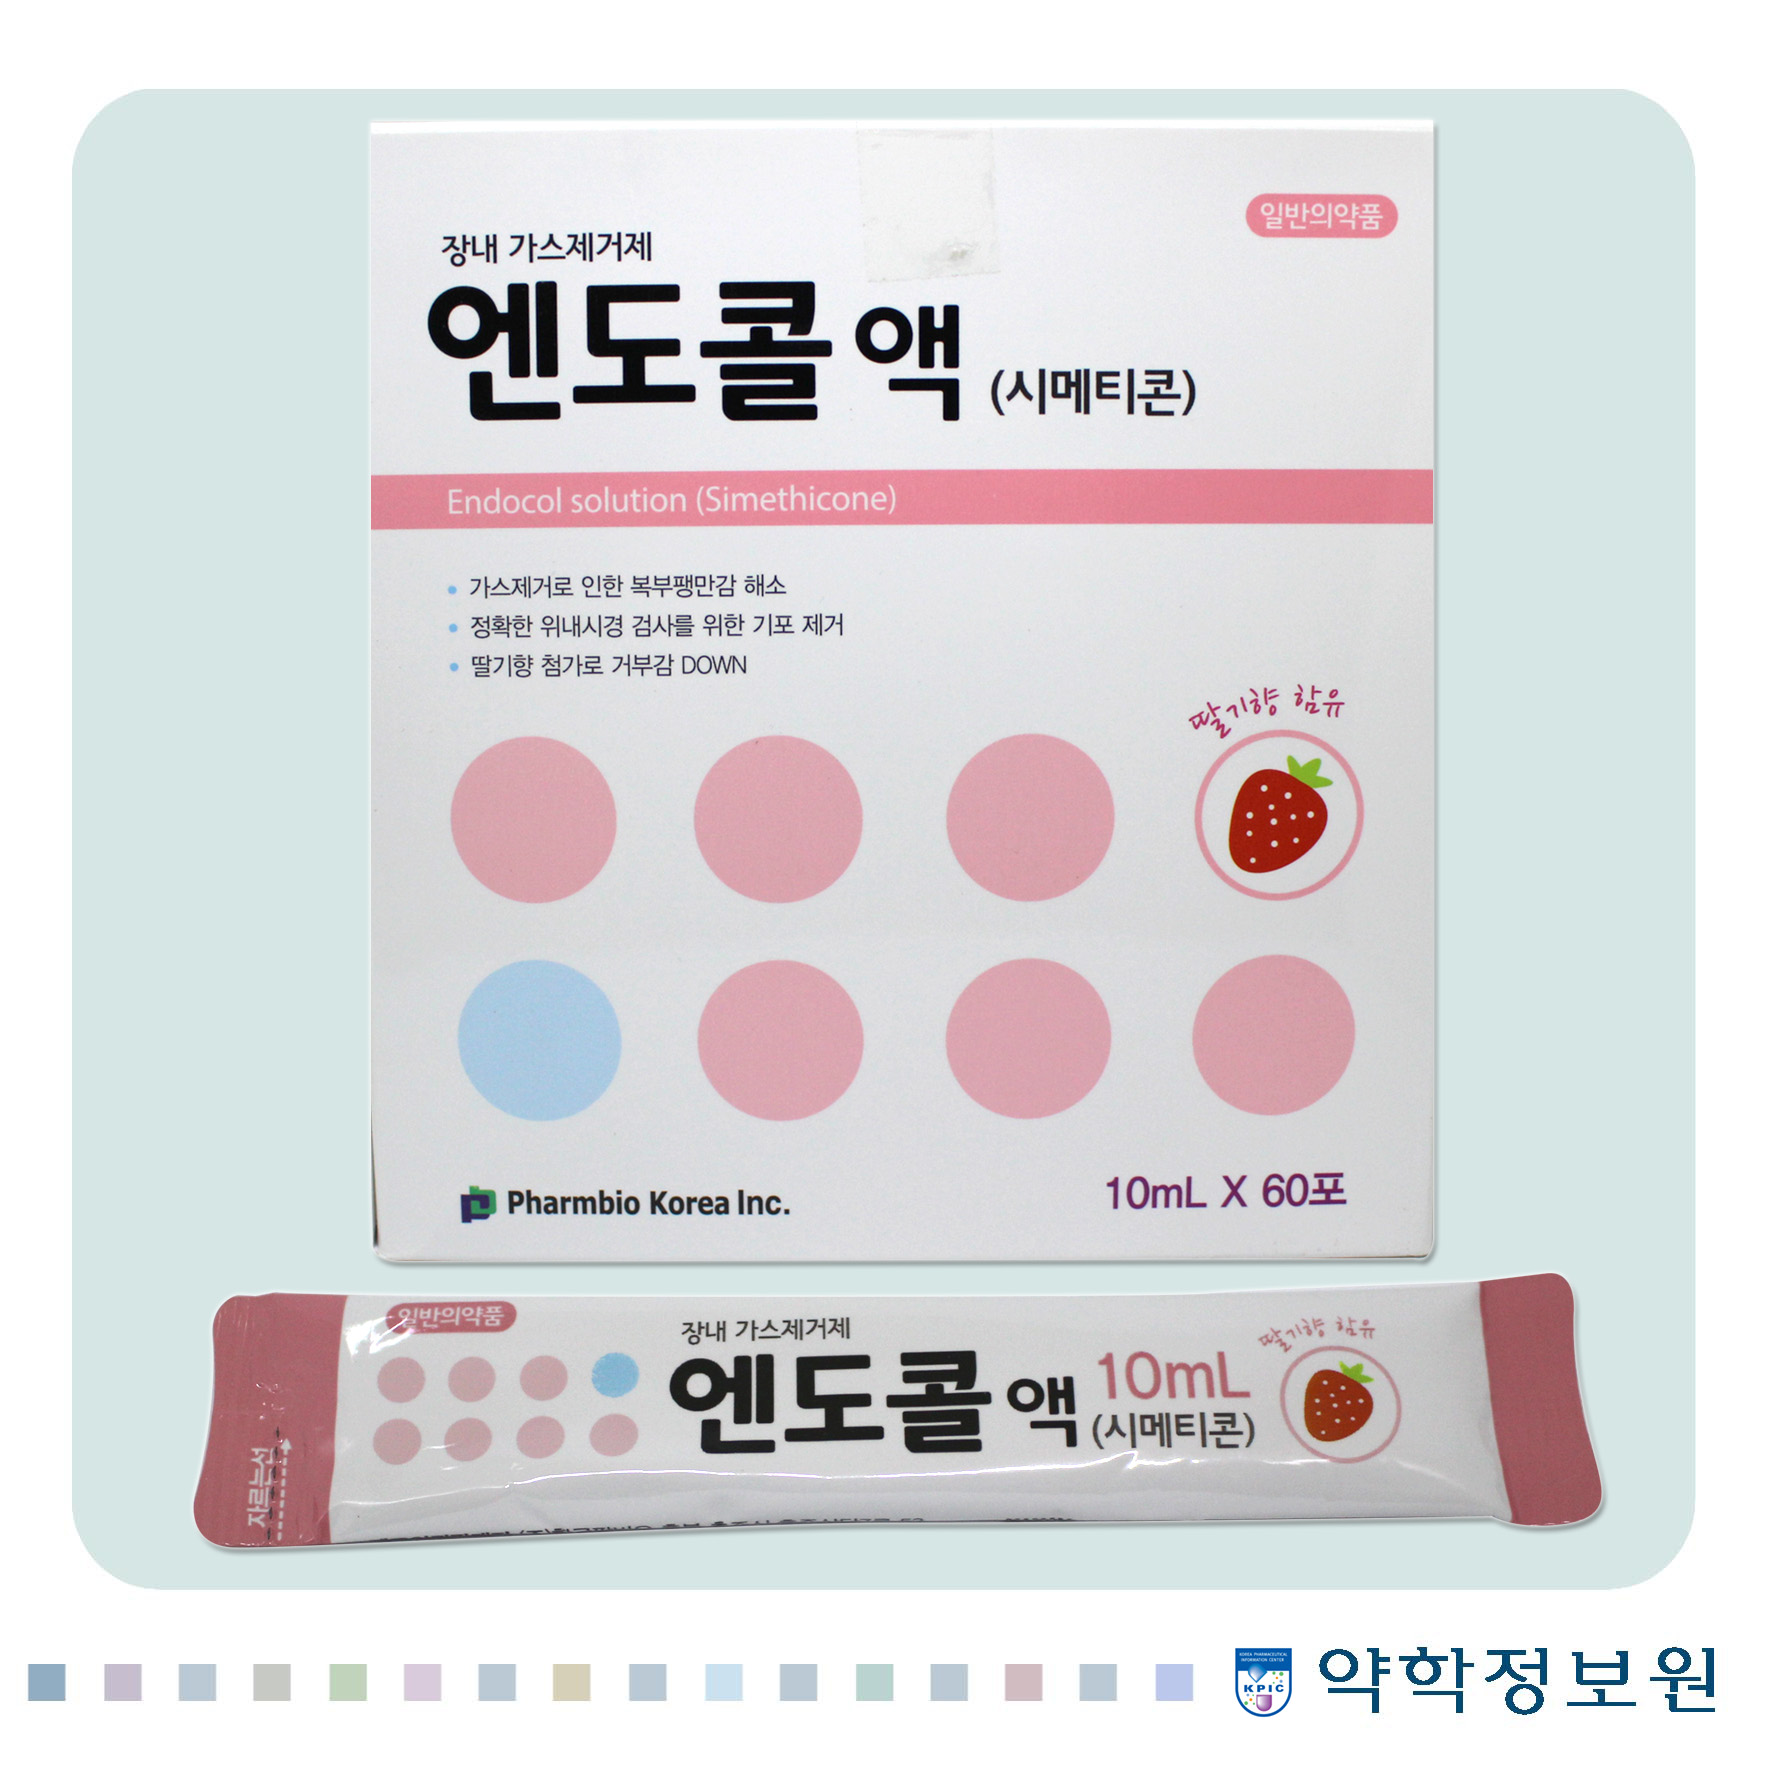 일반의약품
장내 가스제거제
엔도콜 액 (시메티콘)
Endocol solution (Simethicone)
• 가스제거로 인한 복부팽만감 해소
• 정확한 위내시경 검사를 위한 기포 제거
• 딸기향 첨가로 거부감 DOWN
딸기향 함유
Pharmbio Korea Inc.
10mL X 60포
일반의약품
장내 가스제거제
엔도콜 액 10mL
(시메티콘)
딸기향 함유
자르는선
KOREA PHARMACEUTICAL
INFORMATION CENTER
KPIC
약학정보원